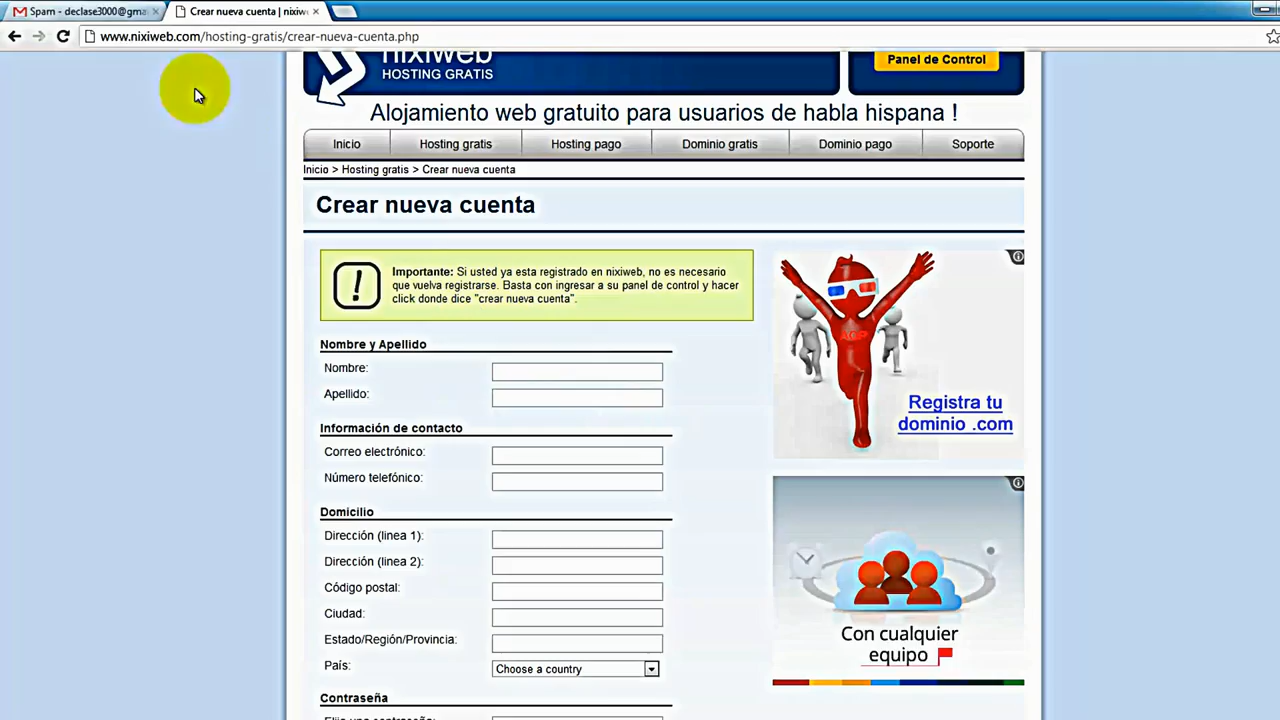 Spam - declase3000@gma
Crear nueva cuenta | nixiw
www.nixiweb.com/hosting-gratis/crear-nueva-cuenta.php
nixiweb
HOSTING GRATIS
Panel de Control
Alojamiento web gratuito para usuarios de habla hispana !
Inicio Hosting gratis Hosting pago Dominio gratis Dominio pago Soporte
Inicio > Hosting gratis > Crear nueva cuenta
Crear nueva cuenta
Importante: Si usted ya esta registrado en nixiweb, no es necesario
que vuelva registrarse. Basta con ingresar a su panel de control y hacer
click donde dice "crear nueva cuenta".
Nombre y Apellido
Nombre:
Apellido:
Información de contacto
Correo electrónico:
Número telefónico:
Domicilio
Dirección (linea 1):
Dirección (linea 2):
Código postal:
Ciudad:
Estado/Región/Provincia:
País: Choose a country
Contraseña
Elija una contraseña:
Registra tu
dominio .com
Con cualquier
equipo